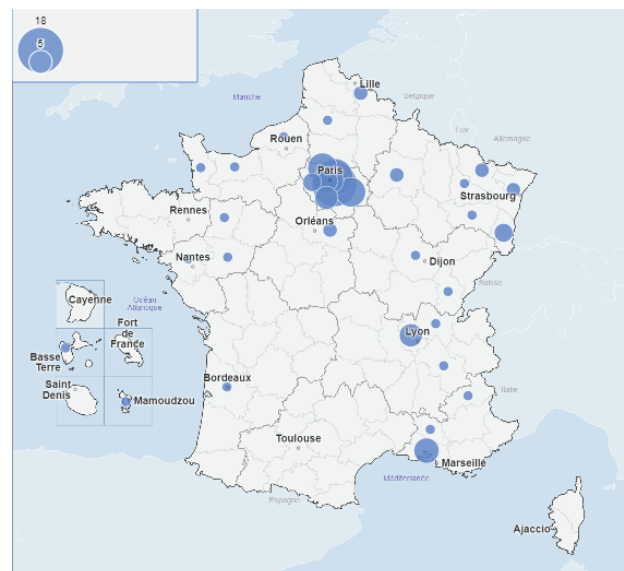 18
5
Lille
Manche
Belgique
Rouen
Allemagne
Paris
Strasbourg
Rennes
Orléans
Nantes
Dijon
Suisse
Cayenne
Océan
Atlantique
Fort
de
France
Lyon
Basse
Terre
Saint
Denis
Mamoudzou
Bordeaux
Italie
Toulouse
Marseille
Méditerranée
Espagne
Ajaccio